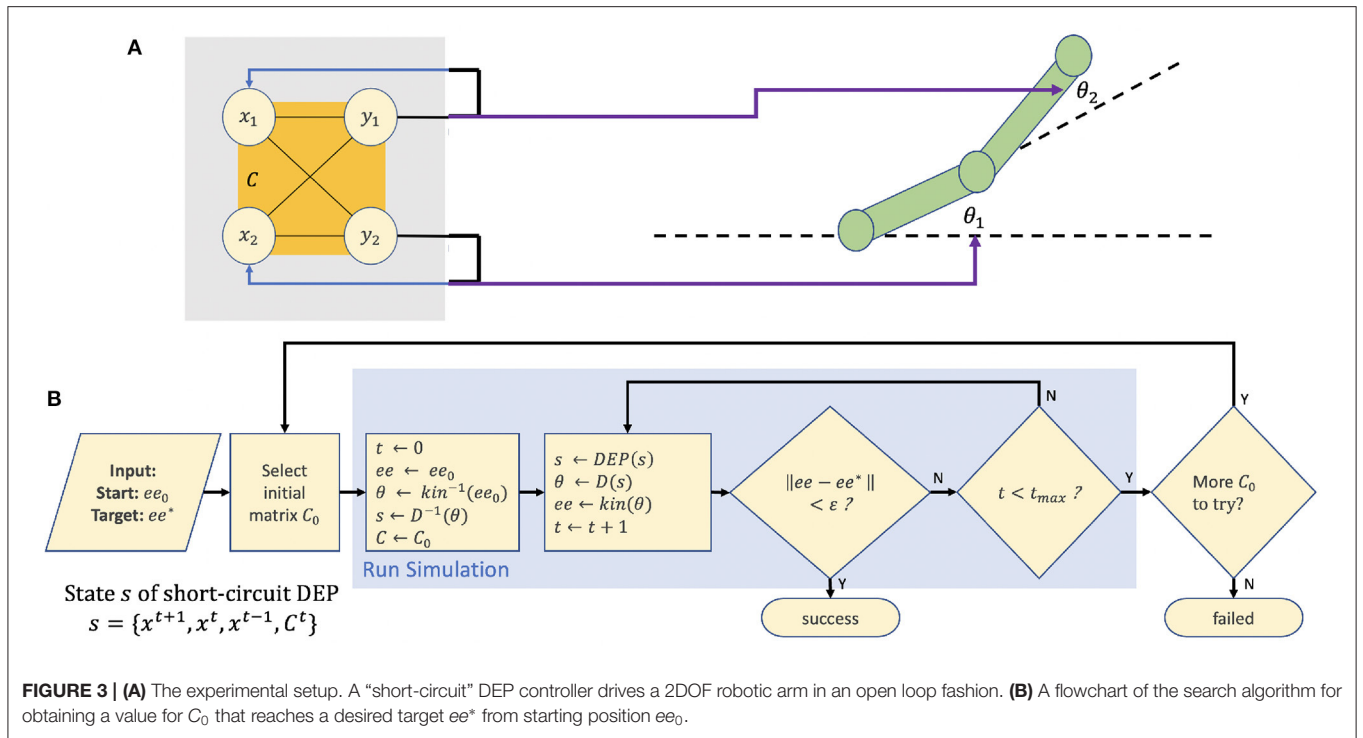 A
x₁
y₁
C
x₂
y₂
θ₂
θ₁
B
Input:
Start: ee₀
Target: ee*
Select
initial
matrix C₀
t ← 0
ee ← ee₀
θ ← kin⁻¹(ee₀)
s ← D⁻¹(θ)
C ← C₀
s ← DEP(s)
θ ← D(s)
ee ← kin(θ)
t ← t + 1
Run Simulation
‖ee − ee*‖
< ε ?
N
Y
success
t < tₘₐₓ ?
N
Y
More C₀
to try?
Y
N
failed
State s of short-circuit DEP
s = {xᵗ⁺¹, xᵗ, xᵗ⁻¹, Cᵗ}
FIGURE 3 | (A) The experimental setup. A “short-circuit” DEP controller drives a 2DOF robotic arm in an open loop fashion. (B) A flowchart of the search algorithm for
obtaining a value for C₀ that reaches a desired target ee* from starting position ee₀.